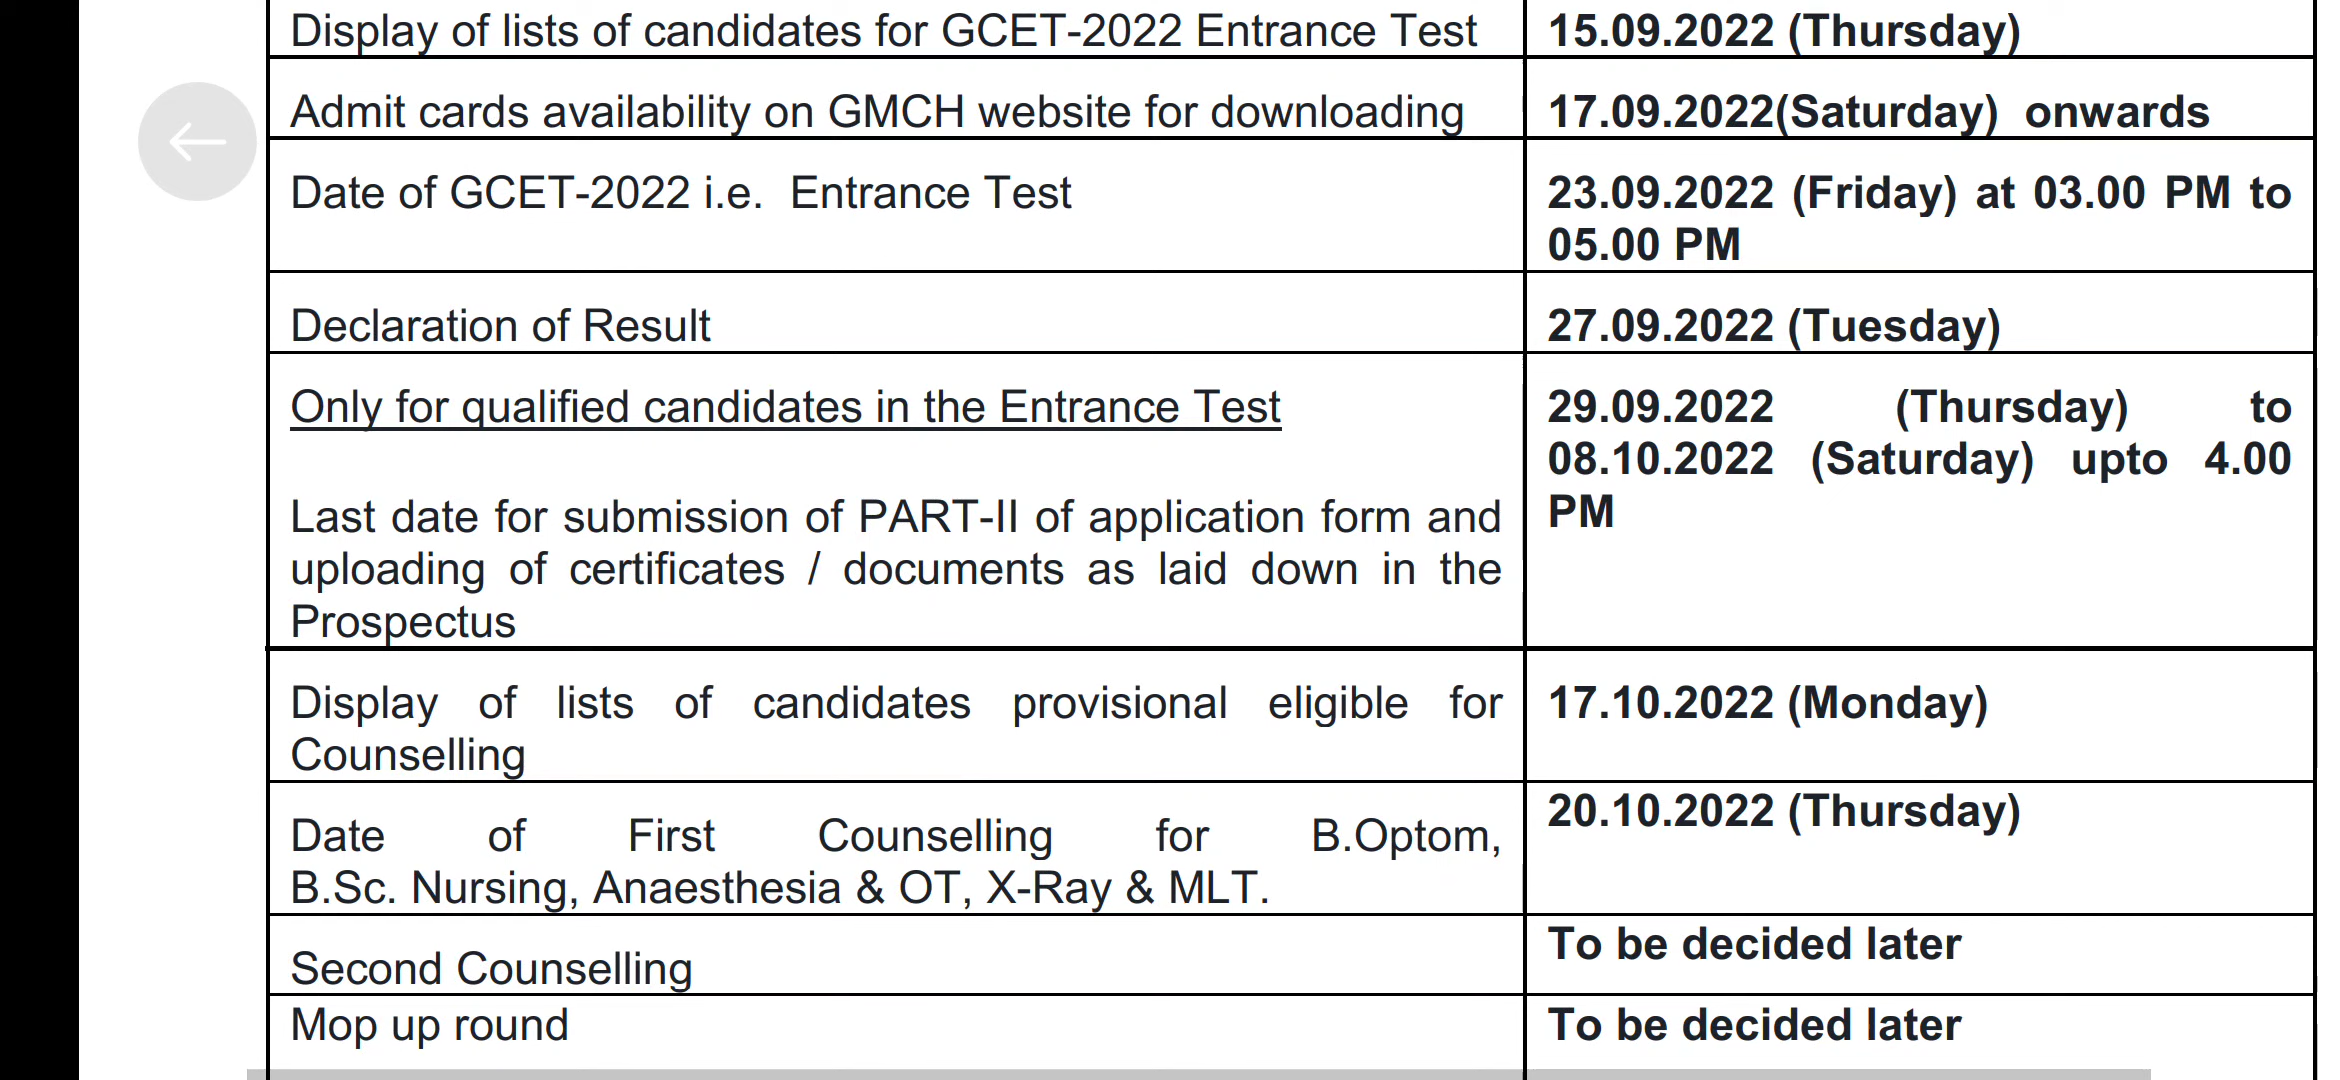 Display of lists of candidates for GCET-2022 Entrance Test
15.09.2022 (Thursday)
Admit cards availability on GMCH website for downloading
17.09.2022(Saturday) onwards
Date of GCET-2022 i.e. Entrance Test
23.09.2022 (Friday) at 03.00 PM to
05.00 PM
Declaration of Result
27.09.2022 (Tuesday)
Only for qualified candidates in the Entrance Test
Last date for submission of PART-II of application form and
uploading of certificates / documents as laid down in the
Prospectus
29.09.2022 (Thursday) to
08.10.2022 (Saturday) upto 4.00
PM
Display of lists of candidates provisional eligible for
Counselling
17.10.2022 (Monday)
Date of First Counselling for B.Optom,
B.Sc. Nursing, Anaesthesia & OT, X-Ray & MLT.
20.10.2022 (Thursday)
Second Counselling
To be decided later
Mop up round
To be decided later